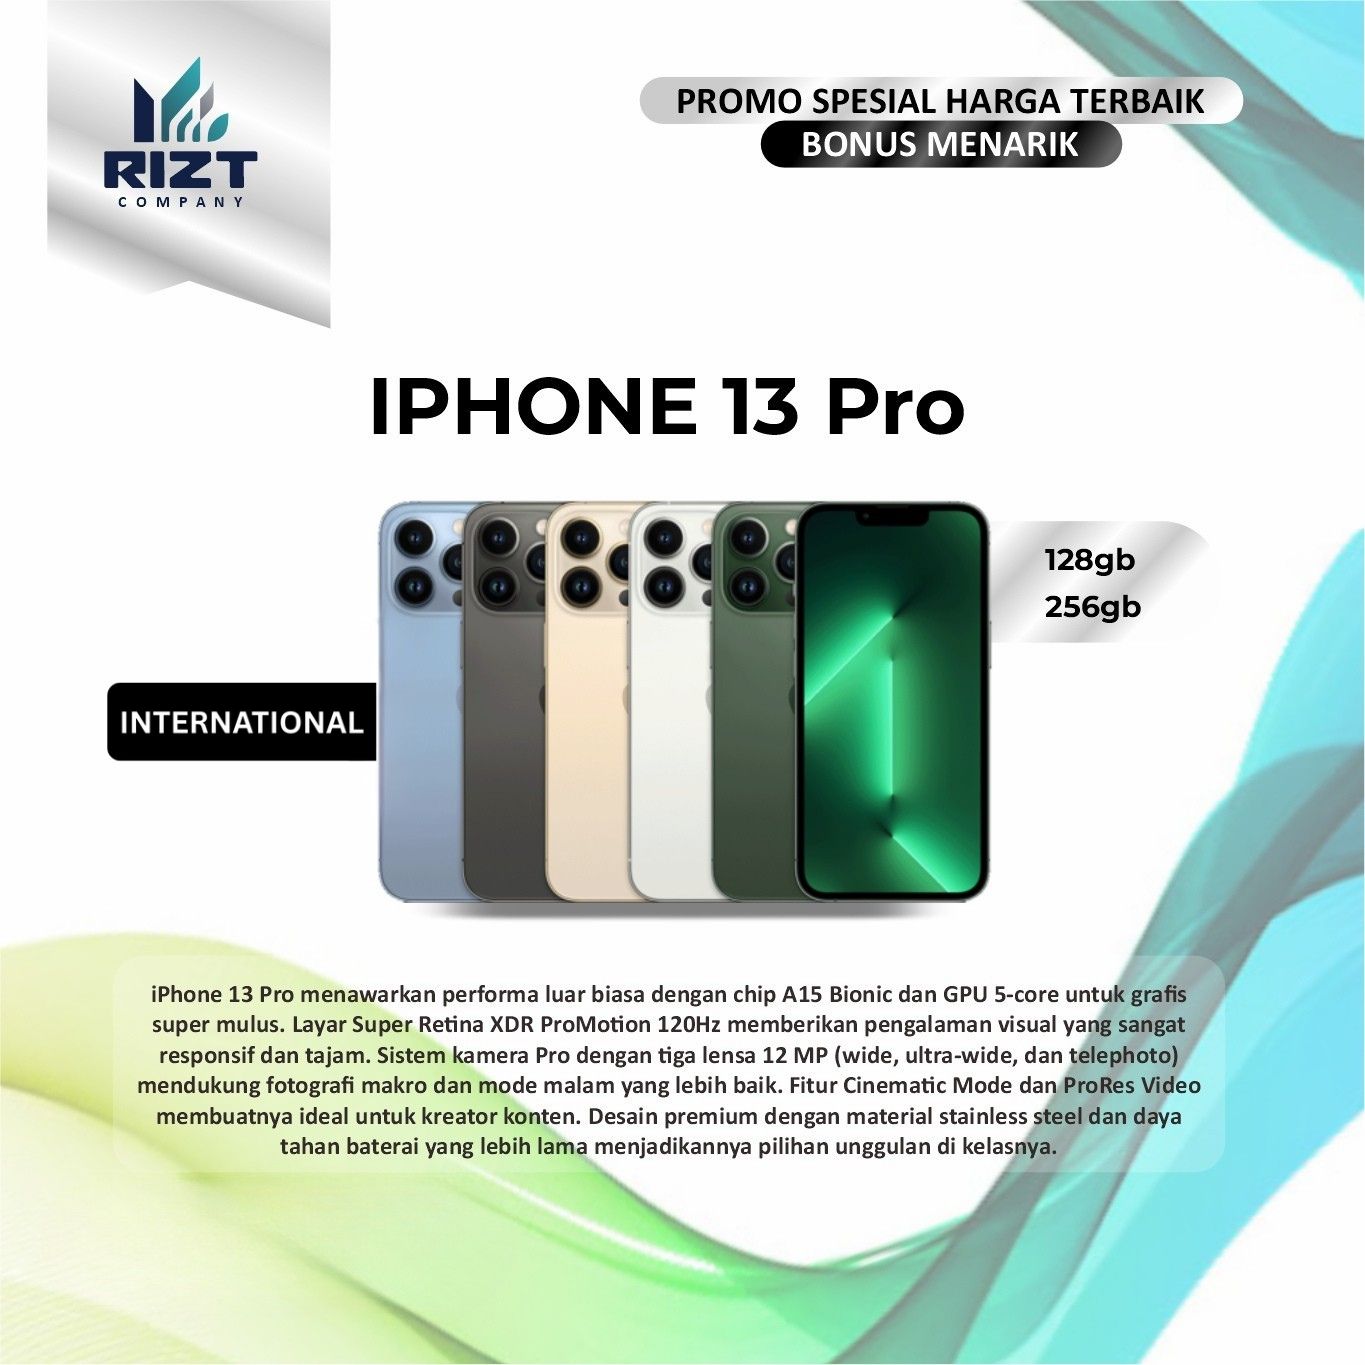 RIZT
COMPANY
PROMO SPESIAL HARGA TERBAIK
BONUS MENARIK
IPHONE 13 Pro
128gb
256gb
INTERNATIONAL
iPhone 13 Pro menawarkan performa luar biasa dengan chip A15 Bionic dan GPU 5-core untuk grafis
super mulus. Layar Super Retina XDR ProMotion 120Hz memberikan pengalaman visual yang sangat
responsif dan tajam. Sistem kamera Pro dengan tiga lensa 12 MP (wide, ultra-wide, dan telephoto)
mendukung fotografi makro dan mode malam yang lebih baik. Fitur Cinematic Mode dan ProRes Video
membuatnya ideal untuk kreator konten. Desain premium dengan material stainless steel dan daya
tahan baterai yang lebih lama menjadikannya pilihan unggulan di kelasnya.